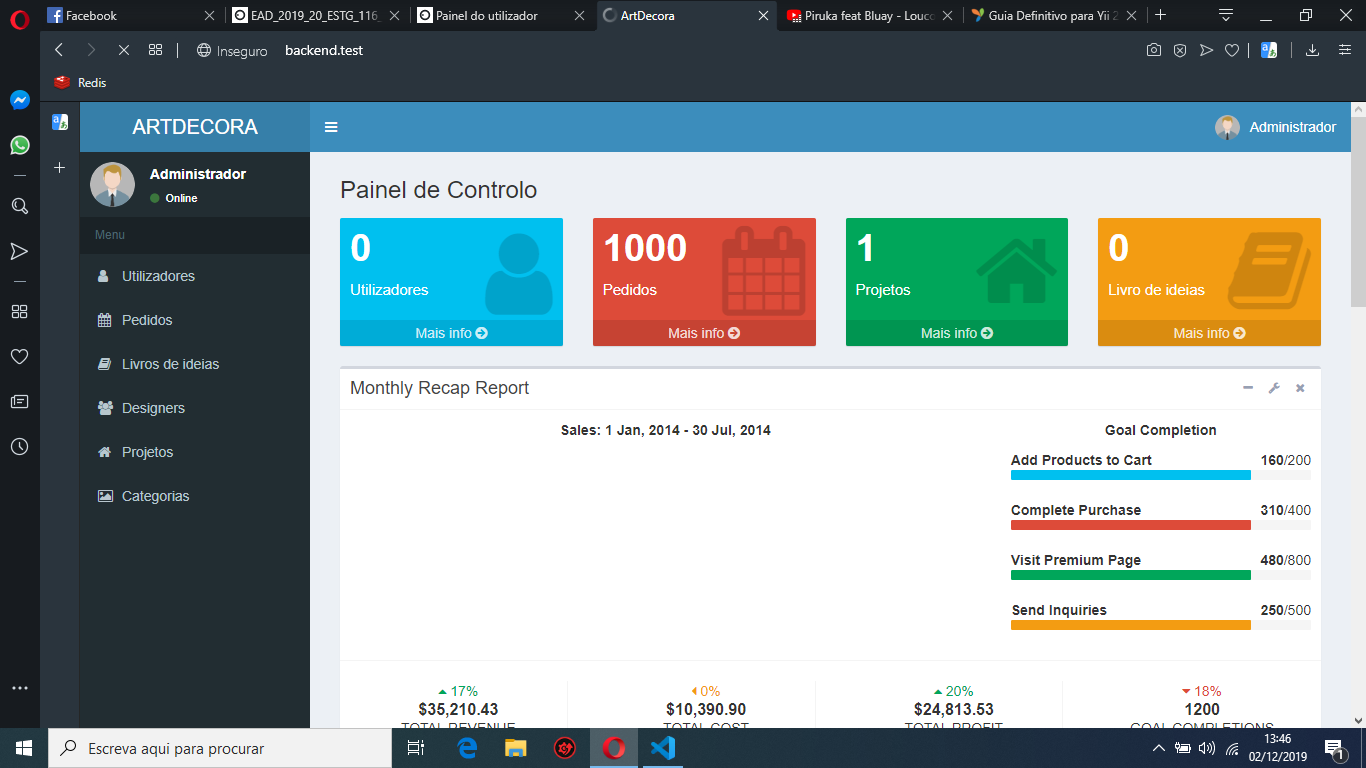 Facebook
EAD_2019_20_ESTG_116_
Painel do utilizador
ArtDecora
Piruka feat Bluay - Louco
Guia Definitivo para Yii 2
Inseguro backend.test
Redis
ARTDECORA
Administrador
Administrador
Online
Menu
Utilizadores
Pedidos
Livros de ideias
Designers
Projetos
Categorias
Painel de Controlo
0
Utilizadores
Mais info
1000
Pedidos
Mais info
1
Projetos
Mais info
0
Livro de ideias
Mais info
Monthly Recap Report
Sales: 1 Jan, 2014 - 30 Jul, 2014
Goal Completion
Add Products to Cart 160/200
Complete Purchase 310/400
Visit Premium Page 480/800
Send Inquiries 250/500
17%
$35,210.43
TOTAL REVENUE
0%
$10,390.90
TOTAL COST
20%
$24,813.53
TOTAL PROFIT
18%
1200
GOAL COMPLETIONS
Escreva aqui para procurar
13:46
02/12/2019
1